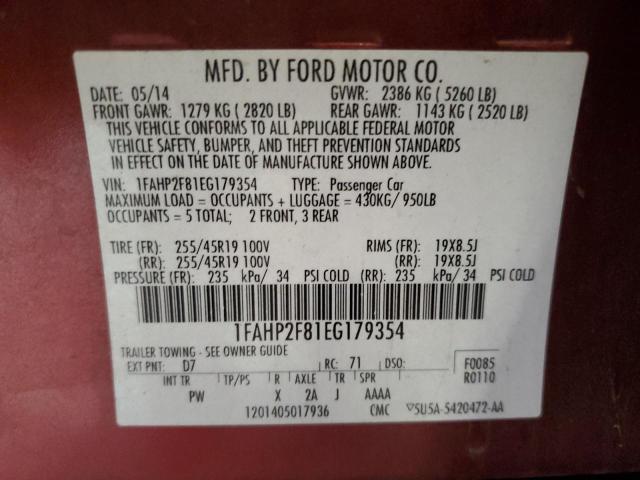 MFD. BY FORD MOTOR CO.
DATE: 05/14 GVWR: 2386 KG ( 5260 LB)
FRONT GAWR: 1279 KG ( 2820 LB) REAR GAWR: 1143 KG ( 2520 LB)
THIS VEHICLE CONFORMS TO ALL APPLICABLE FEDERAL MOTOR
VEHICLE SAFETY, BUMPER, AND THEFT PREVENTION STANDARDS
IN EFFECT ON THE DATE OF MANUFACTURE SHOWN ABOVE.
VIN: 1FAHP2F81EG179354 TYPE: Passenger Car
MAXIMUM LOAD = OCCUPANTS + LUGGAGE = 430KG/ 950LB
OCCUPANTS = 5 TOTAL; 2 FRONT, 3 REAR
TIRE (FR): 255/45R19 100V RIMS (FR): 19X8.5J
(RR): 255/45R19 100V (RR): 19X8.5J
PRESSURE (FR): 235 kPa/ 34 PSI COLD (RR): 235 kPa/ 34 PSI COLD
1FAHP2F81EG179354
TRAILER TOWING - SEE OWNER GUIDE
EXT PNT: D7 RC: 71 DSO: F0085
R0110
INT TR TP/PS R AXLE TR SPR
PW X 2A J AAAA
1201405017936 CMC 5U5A-5420472-AA